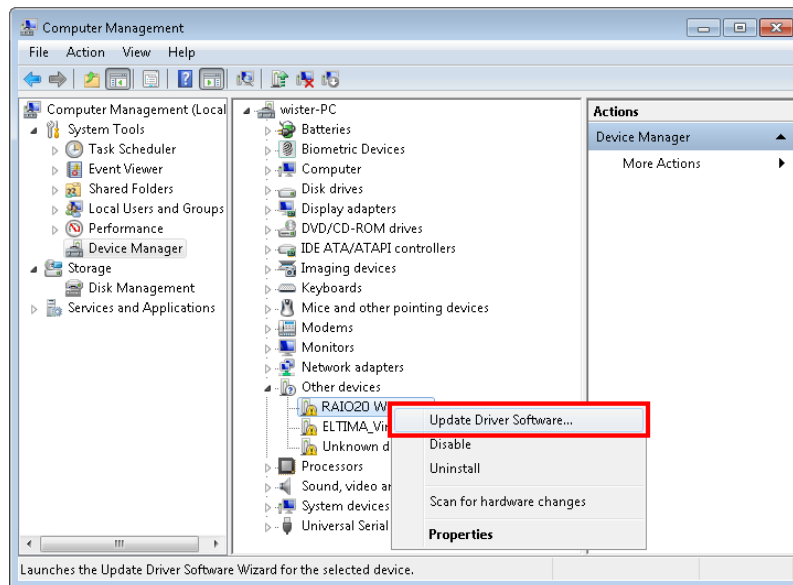 Computer Management
File Action View Help
Computer Management (Local
System Tools
Task Scheduler
Event Viewer
Shared Folders
Local Users and Groups
Performance
Device Manager
Storage
Disk Management
Services and Applications
wister-PC
Batteries
Biometric Devices
Computer
Disk drives
Display adapters
DVD/CD-ROM drives
IDE ATA/ATAPI controllers
Imaging devices
Keyboards
Mice and other pointing devices
Modems
Monitors
Network adapters
Other devices
RAIO20 W
ELTIMA_Vir
Unknown d
Processors
Sound, video ar
System devices
Universal Serial
Update Driver Software...
Disable
Uninstall
Scan for hardware changes
Properties
Actions
Device Manager
More Actions
Launches the Update Driver Software Wizard for the selected device.